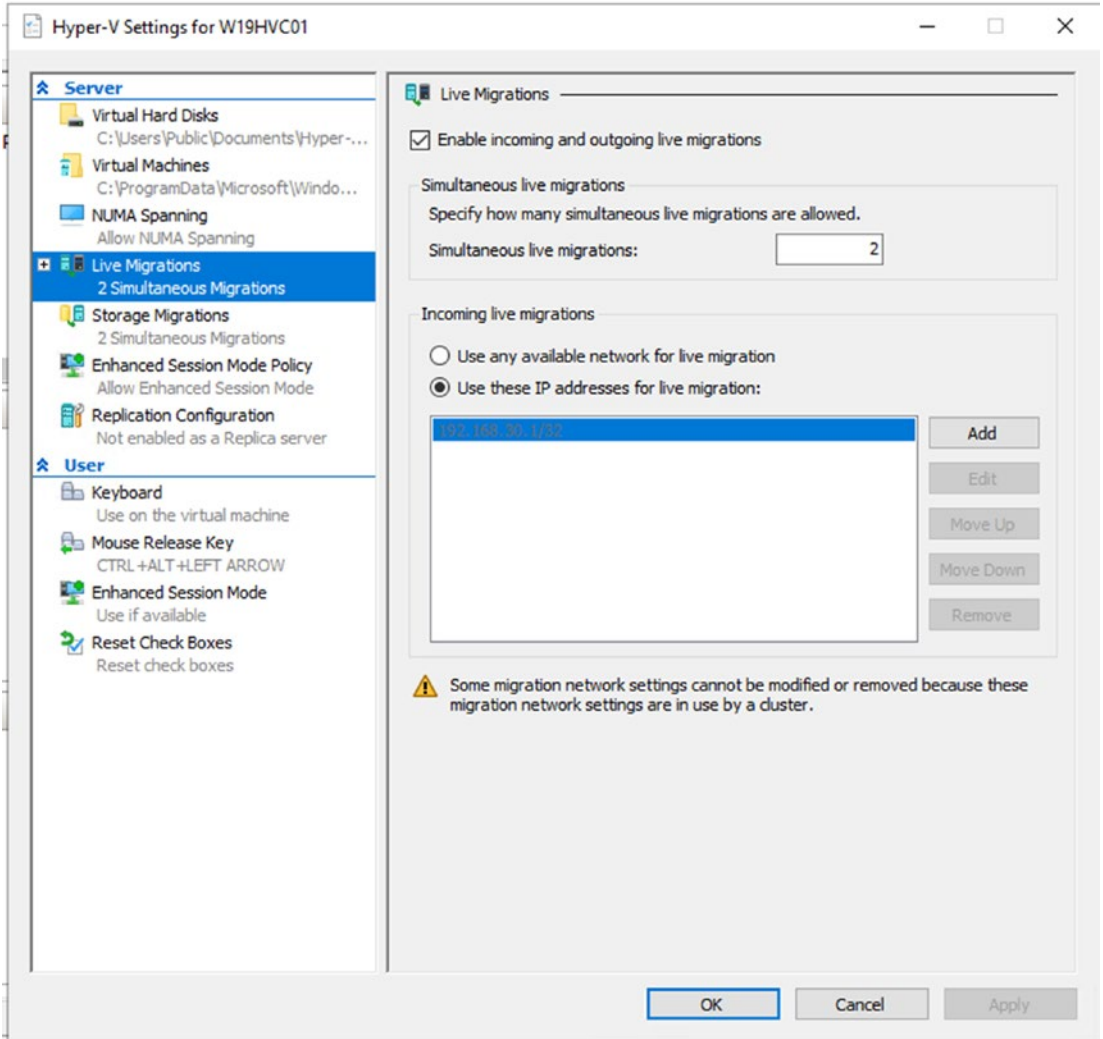 Hyper-V Settings for W19HVC01
Server
Virtual Hard Disks
C:\Users\Public\Documents\Hyper-...
Virtual Machines
C:\ProgramData\Microsoft\Windo...
NUMA Spanning
Allow NUMA Spanning
Live Migrations
2 Simultaneous Migrations
Storage Migrations
2 Simultaneous Migrations
Enhanced Session Mode Policy
Allow Enhanced Session Mode
Replication Configuration
Not enabled as a Replica server
User
Keyboard
Use on the virtual machine
Mouse Release Key
CTRL+ALT+LEFT ARROW
Enhanced Session Mode
Use if available
Reset Check Boxes
Reset check boxes
Live Migrations
Enable incoming and outgoing live migrations
Simultaneous live migrations
Specify how many simultaneous live migrations are allowed.
Simultaneous live migrations: 2
Incoming live migrations
Use any available network for live migration
Use these IP addresses for live migration:
192.168.30.1/32
Add
Edit
Move Up
Move Down
Remove
Some migration network settings cannot be modified or removed because these
migration network settings are in use by a cluster.
OK Cancel Apply